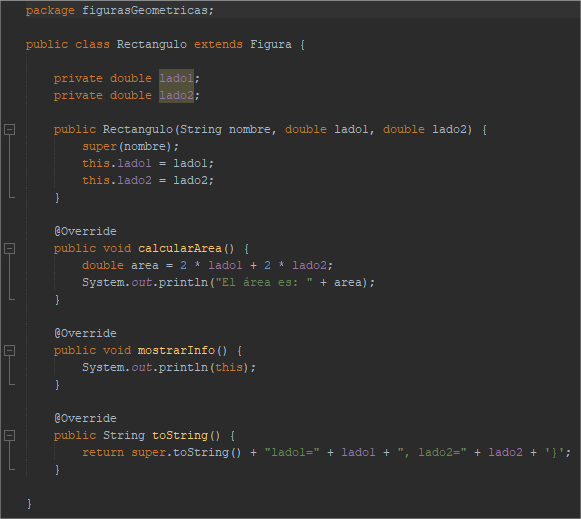 package figurasGeometricas;
public class Rectangulo extends Figura {
private double lado1;
private double lado2;
public Rectangulo(String nombre, double lado1, double lado2) {
super(nombre);
this.lado1 = lado1;
this.lado2 = lado2;
}
@Override
public void calcularArea() {
double area = 2 * lado1 + 2 * lado2;
System.out.println("El área es: " + area);
}
@Override
public void mostrarInfo() {
System.out.println(this);
}
@Override
public String toString() {
return super.toString() + "lado1=" + lado1 + ", lado2=" + lado2 + '}';
}
}